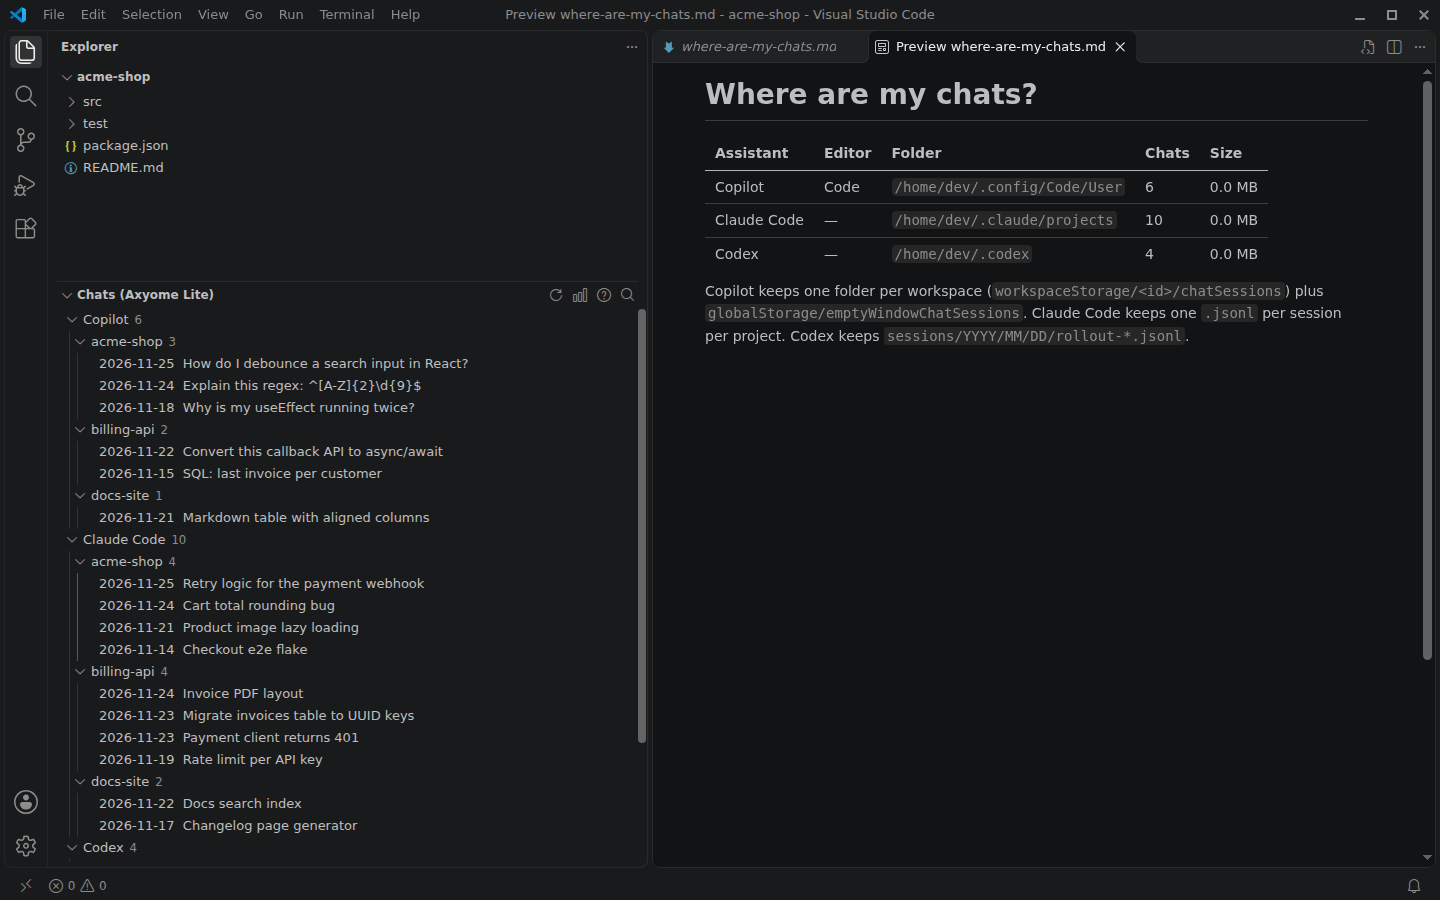 File Edit Selection View Go Run Terminal Help
Preview where-are-my-chats.md - acme-shop - Visual Studio Code
Explorer
acme-shop
src
test
package.json
README.md
Chats (Axyome Lite)
Copilot 6
acme-shop 3
2026-11-25 How do I debounce a search input in React?
2026-11-24 Explain this regex: ^[A-Z]{2}\d{9}$
2026-11-18 Why is my useEffect running twice?
billing-api 2
2026-11-22 Convert this callback API to async/await
2026-11-15 SQL: last invoice per customer
docs-site 1
2026-11-21 Markdown table with aligned columns
Claude Code 10
acme-shop 4
2026-11-25 Retry logic for the payment webhook
2026-11-24 Cart total rounding bug
2026-11-21 Product image lazy loading
2026-11-14 Checkout e2e flake
billing-api 4
2026-11-24 Invoice PDF layout
2026-11-23 Migrate invoices table to UUID keys
2026-11-23 Payment client returns 401
2026-11-19 Rate limit per API key
docs-site 2
2026-11-22 Docs search index
2026-11-17 Changelog page generator
Codex 4
where-are-my-chats.md
Preview where-are-my-chats.md
Where are my chats?
Assistant Editor Folder Chats Size
Copilot Code /home/dev/.config/Code/User 6 0.0 MB
Claude Code — /home/dev/.claude/projects 10 0.0 MB
Codex — /home/dev/.codex 4 0.0 MB
Copilot keeps one folder per workspace (workspaceStorage/<id>/chatSessions) plus
globalStorage/emptyWindowChatSessions. Claude Code keeps one .jsonl per session
per project. Codex keeps sessions/YYYY/MM/DD/rollout-*.jsonl.
0 0